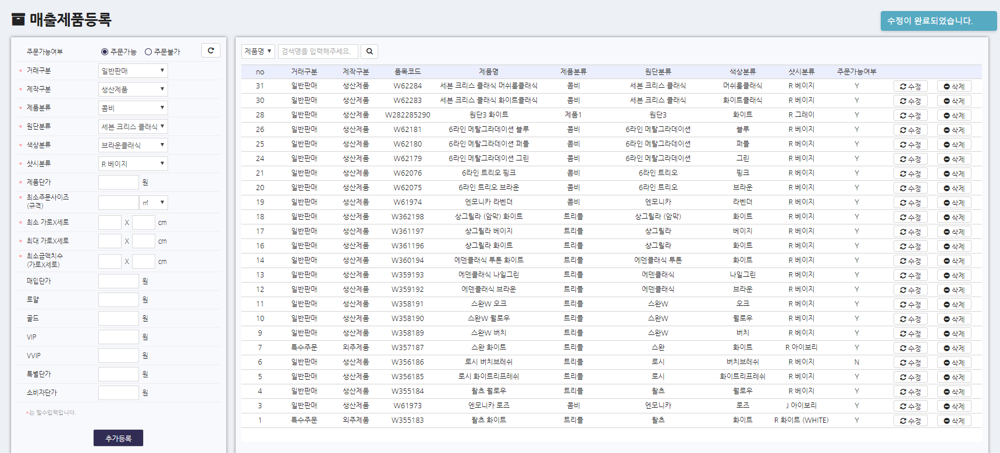 매출제품등록
수정이 완료되었습니다.
주문가능여부 주문가능 주문불가
* 거래구분 일반판매
* 제작구분 생산제품
* 제품분류 콤비
* 원단분류 세븐 크리스 클래식
* 색상분류 브라운클래식
* 샷시분류 R 베이지
* 제품단가 원
* 최소주문사이즈
(규격) ㎡
* 최소 가로X세로 X cm
* 최대 가로X세로 X cm
* 최소금액치수
(가로X세로) X cm
매입단가 원
로얄 원
골드 원
VIP 원
VVIP 원
특별단가 원
소비자단가 원
*는 필수입력입니다.
추가등록
제품명 검색명을 입력해주세요.
no 거래구분 제작구분 품목코드 제품명 제품분류 원단분류 색상분류 샷시분류 주문가능여부
31 일반판매 생산제품 W62284 세븐 크리스 클래식 머쉬룸클래식 콤비 세븐 크리스 클래식 머쉬룸클래식 R 베이지 Y 수정 삭제
30 일반판매 생산제품 W62283 세븐 크리스 클래식 화이트클래식 콤비 세븐 크리스 클래식 화이트클래식 R 베이지 Y 수정 삭제
28 일반판매 생산제품 W282285290 원단3 화이트 제품1 원단3 화이트 R 그레이 Y 수정 삭제
26 일반판매 생산제품 W62181 6라인 메탈그라데이션 블루 콤비 6라인 메탈그라데이션 블루 R 베이지 Y 수정 삭제
25 일반판매 생산제품 W62180 6라인 메탈그라데이션 퍼플 콤비 6라인 메탈그라데이션 퍼플 R 베이지 Y 수정 삭제
24 일반판매 생산제품 W62179 6라인 메탈그라데이션 그린 콤비 6라인 메탈그라데이션 그린 R 베이지 Y 수정 삭제
21 일반판매 생산제품 W62076 6라인 트리오 핑크 콤비 6라인 트리오 핑크 R 베이지 Y 수정 삭제
20 일반판매 생산제품 W62075 6라인 트리오 브라운 콤비 6라인 트리오 브라운 R 베이지 Y 수정 삭제
19 일반판매 생산제품 W61974 엔모니카 라벤더 콤비 엔모니카 라벤더 R 베이지 Y 수정 삭제
18 일반판매 생산제품 W362198 상그릴라 (암막) 화이트 트리플 상그릴라 (암막) 화이트 R 베이지 Y 수정 삭제
17 일반판매 생산제품 W361197 샹그릴라 베이지 트리플 샹그릴라 베이지 R 베이지 Y 수정 삭제
16 일반판매 생산제품 W361196 샹그릴라 화이트 트리플 샹그릴라 화이트 R 베이지 Y 수정 삭제
14 일반판매 생산제품 W360194 에덴클래식 투톤 화이트 트리플 에덴클래식 투톤 화이트 R 베이지 Y 수정 삭제
13 일반판매 생산제품 W359193 에덴클래식 나일그린 트리플 에덴클래식 나일그린 R 베이지 Y 수정 삭제
12 일반판매 생산제품 W359192 에덴클래식 브라운 트리플 에덴클래식 브라운 R 베이지 Y 수정 삭제
11 일반판매 생산제품 W358191 스완W 오크 트리플 스완W 오크 R 베이지 Y 수정 삭제
10 일반판매 생산제품 W358190 스완W 윌로우 트리플 스완W 윌로우 R 베이지 Y 수정 삭제
9 일반판매 생산제품 W358189 스완W 버치 트리플 스완W 버치 R 베이지 Y 수정 삭제
7 특수주문 외주제품 W357187 스완 화이트 트리플 스완 화이트 R 아이보리 Y 수정 삭제
6 일반판매 생산제품 W356186 로시 버치브레쉬 트리플 로시 버치브레쉬 R 베이지 N 수정 삭제
5 일반판매 생산제품 W356185 로시 화이트리프레쉬 트리플 로시 화이트리프레쉬 R 베이지 Y 수정 삭제
4 일반판매 생산제품 W355184 왈츠 윌로우 트리플 왈츠 윌로우 R 베이지 Y 수정 삭제
3 일반판매 생산제품 W61973 엔모니카 로즈 콤비 엔모니카 로즈 J 아이보리 Y 수정 삭제
1 특수주문 외주제품 W355183 왈츠 화이트 트리플 왈츠 화이트 R 화이트 (WHITE) Y 수정 삭제